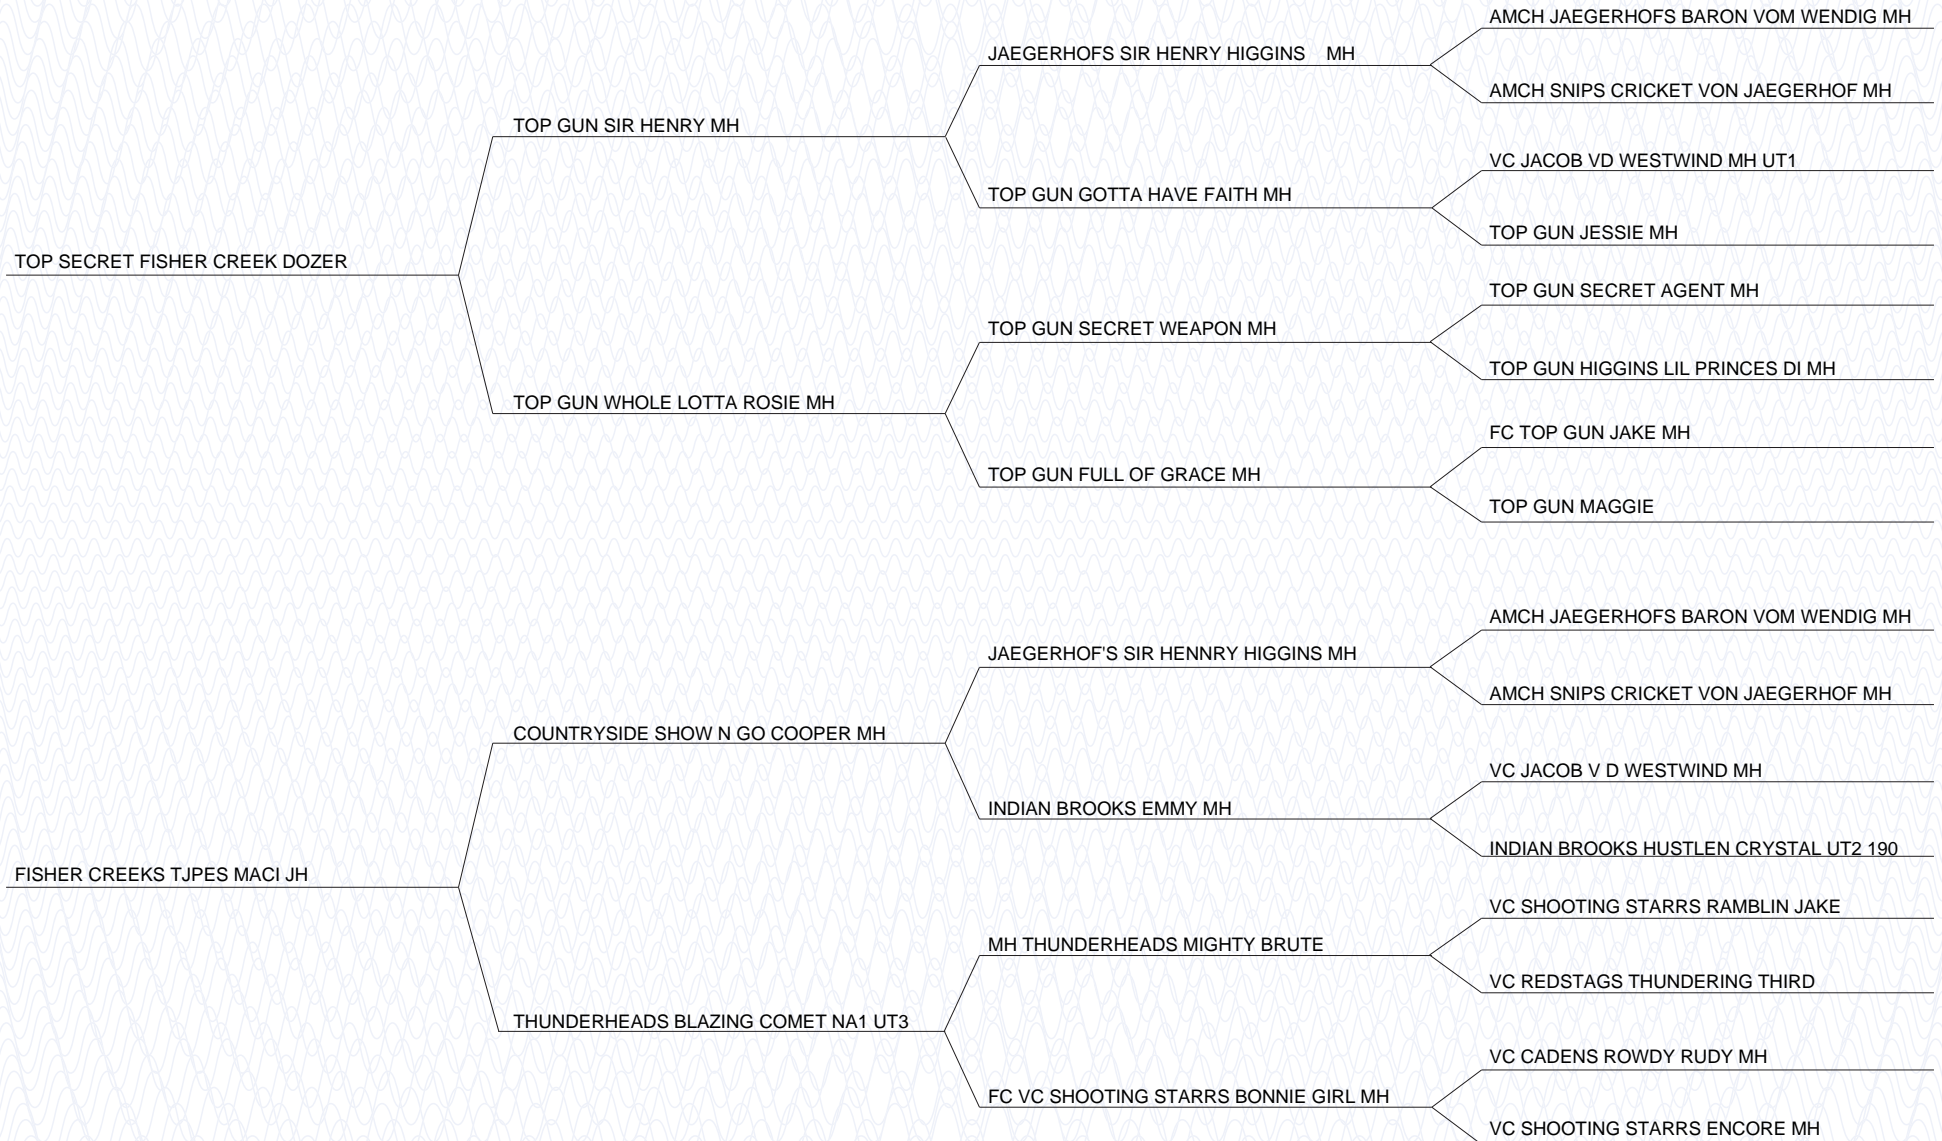 AMCH JAEGERHOFS BARON VOM WENDIG MH
JAEGERHOFS SIR HENRY HIGGINS MH
AMCH SNIPS CRICKET VON JAEGERHOF MH
TOP GUN SIR HENRY MH
VC JACOB VD WESTWIND MH UT1
TOP GUN GOTTA HAVE FAITH MH
TOP GUN JESSIE MH
TOP SECRET FISHER CREEK DOZER
TOP GUN SECRET AGENT MH
TOP GUN SECRET WEAPON MH
TOP GUN HIGGINS LIL PRINCES DI MH
TOP GUN WHOLE LOTTA ROSIE MH
FC TOP GUN JAKE MH
TOP GUN FULL OF GRACE MH
TOP GUN MAGGIE
AMCH JAEGERHOFS BARON VOM WENDIG MH
JAEGERHOF'S SIR HENNRY HIGGINS MH
AMCH SNIPS CRICKET VON JAEGERHOF MH
COUNTRYSIDE SHOW N GO COOPER MH
VC JACOB V D WESTWIND MH
INDIAN BROOKS EMMY MH
INDIAN BROOKS HUSTLEN CRYSTAL UT2 190
FISHER CREEKS TJPES MACI JH
VC SHOOTING STARRS RAMBLIN JAKE
MH THUNDERHEADS MIGHTY BRUTE
VC REDSTAGS THUNDERING THIRD
THUNDERHEADS BLAZING COMET NA1 UT3
VC CADENS ROWDY RUDY MH
FC VC SHOOTING STARRS BONNIE GIRL MH
VC SHOOTING STARRS ENCORE MH